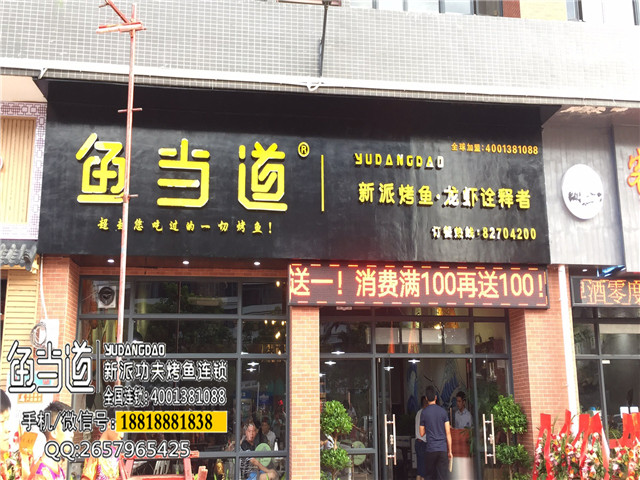 鱼当道®
YUDANGDAO
全球加盟:4001381088
新派烤鱼·龙虾诠释者
超出您吃过的一切烤鱼!
订餐热线:82704200
送一! 消费满100再送100!
啤酒零度
鱼当道
YUDANGDAO
新派功夫烤鱼连锁
全国连锁:4001381088
手机/微信号:18818881838
QQ:2657965425